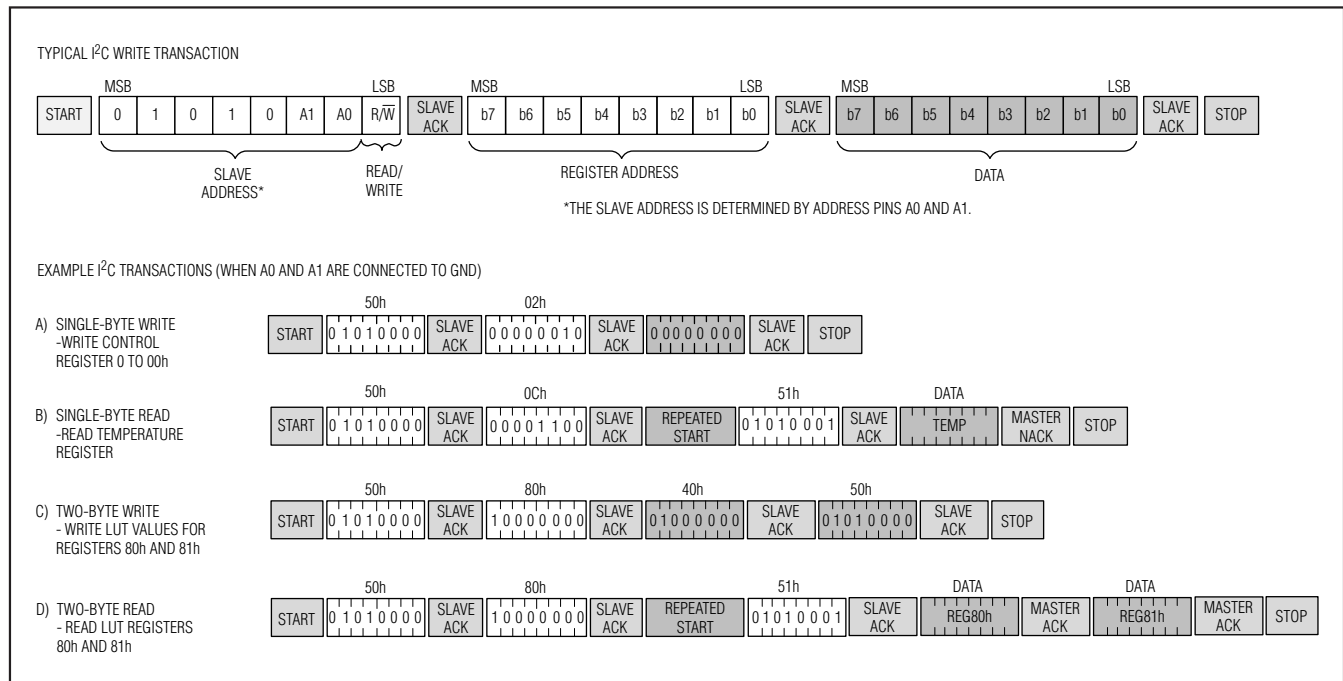 TYPICAL I²C WRITE TRANSACTION
MSB LSB MSB LSB MSB LSB
START 0 1 0 1 0 A1 A0 R/W̅ SLAVE ACK b7 b6 b5 b4 b3 b2 b1 b0 SLAVE ACK b7 b6 b5 b4 b3 b2 b1 b0 SLAVE ACK STOP
SLAVE ADDRESS* READ/WRITE REGISTER ADDRESS DATA
*THE SLAVE ADDRESS IS DETERMINED BY ADDRESS PINS A0 AND A1.
EXAMPLE I²C TRANSACTIONS (WHEN A0 AND A1 ARE CONNECTED TO GND)
50h 02h
A) SINGLE-BYTE WRITE
-WRITE CONTROL
REGISTER 0 TO 00h
START 0 1 0 1 0 0 0 0 SLAVE ACK 0 0 0 0 0 0 1 0 SLAVE ACK 0 0 0 0 0 0 0 0 SLAVE ACK STOP
50h 0Ch 51h DATA
B) SINGLE-BYTE READ
-READ TEMPERATURE
REGISTER
START 0 1 0 1 0 0 0 0 SLAVE ACK 0 0 0 0 1 1 0 0 SLAVE ACK REPEATED START 0 1 0 1 0 0 0 1 SLAVE ACK TEMP MASTER NACK STOP
50h 80h 40h 50h
C) TWO-BYTE WRITE
- WRITE LUT VALUES FOR
REGISTERS 80h AND 81h
START 0 1 0 1 0 0 0 0 SLAVE ACK 1 0 0 0 0 0 0 0 SLAVE ACK 0 1 0 0 0 0 0 0 SLAVE ACK 0 1 0 1 0 0 0 0 SLAVE ACK STOP
50h 80h 51h DATA DATA
D) TWO-BYTE READ
- READ LUT REGISTERS
80h AND 81h
START 0 1 0 1 0 0 0 0 SLAVE ACK 1 0 0 0 0 0 0 0 SLAVE ACK REPEATED START 0 1 0 1 0 0 0 1 SLAVE ACK REG80h MASTER ACK REG81h MASTER ACK STOP